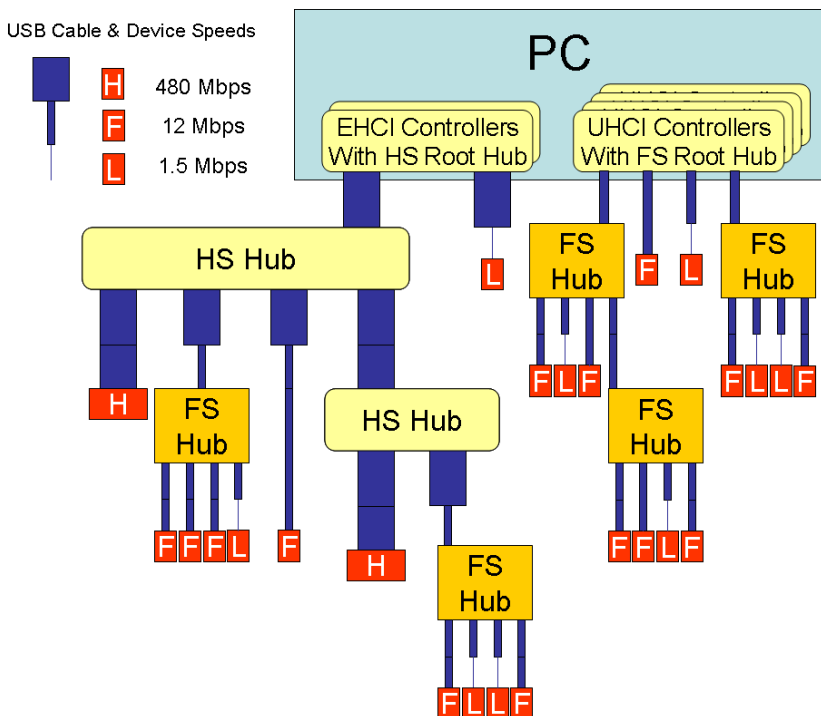 USB Cable & Device Speeds
H 480 Mbps
F 12 Mbps
L 1.5 Mbps
PC
EHCI Controllers
With HS Root Hub
UHCI Controllers
With FS Root Hub
HS Hub
L
FS
Hub
F
L
FS
Hub
F L F
F L L F
H
FS
Hub
HS Hub
FS
Hub
F F F L
F
H
F F L F
FS
Hub
F L L F